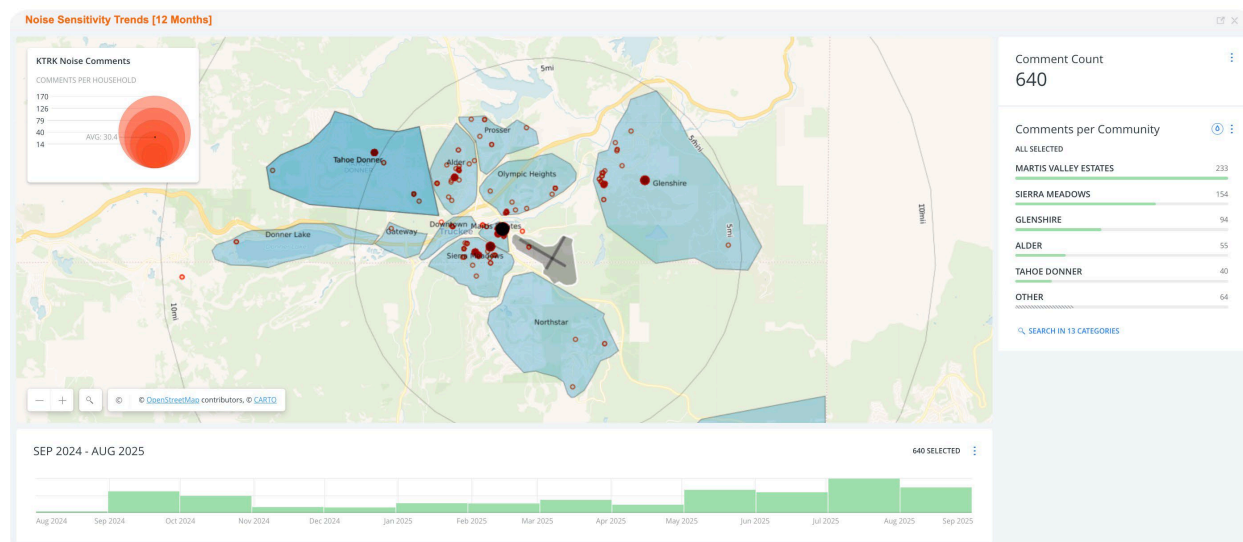 Noise Sensitivity Trends [12 Months]
KTRK Noise Comments
COMMENTS PER HOUSEHOLD
170
126
79
40
14
AVG: 30.4
5mi
Prosser
Tahoe Donner
DONNER
Alder
Olympic Heights
5mi
Glenshire
10mi
Downtown
Martis Estates
Truckee
Gateway
Donner Lake
5mi
Sierra Meadows
10mi
Northstar
© OpenStreetMap contributors, © CARTO
Comment Count
640
Comments per Community
ALL SELECTED
MARTIS VALLEY ESTATES 233
SIERRA MEADOWS 154
GLENSHIRE 94
ALDER 55
TAHOE DONNER 40
OTHER 64
SEARCH IN 13 CATEGORIES
SEP 2024 - AUG 2025
640 SELECTED
Aug 2024 Sep 2024 Oct 2024 Nov 2024 Dec 2024 Jan 2025 Feb 2025 Mar 2025 Apr 2025 May 2025 Jun 2025 Jul 2025 Aug 2025 Sep 2025